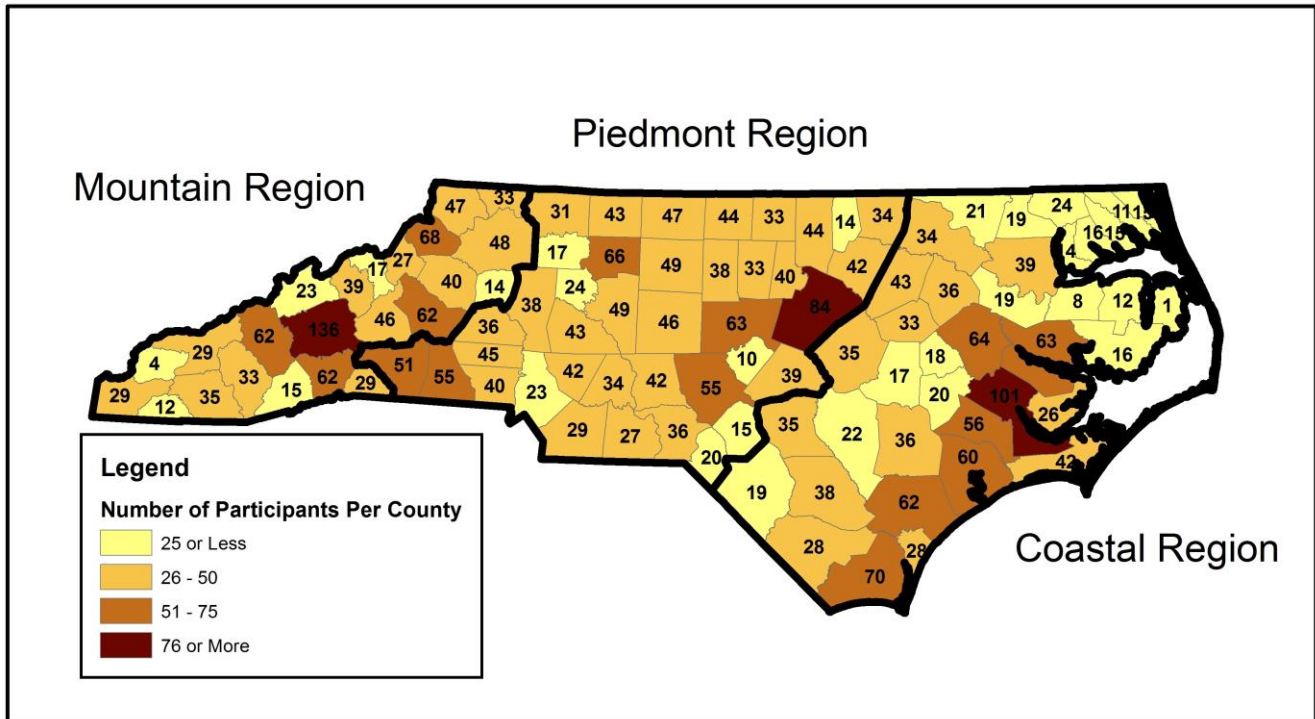 Piedmont Region
Mountain Region
47 33 31 43 47 44 33 44 14 34 21 19 24 11 15
68 48 17 66 49 38 33 40 42 34 39 4 16 15
23 39 17 27 40 14 38 24 49 46 63 84 43 36 19 8 12 1
4 29 62 136 46 62 36 43 10 33 64 63 16
29 12 35 33 15 62 29 51 55 45 40 23 42 34 42 55 39 35 17 18 20 101 26
29 27 36 20 15 35 22 36 56 60 42
19 38 62
28 70 28
Coastal Region
Legend
Number of Participants Per County
25 or Less
26 - 50
51 - 75
76 or More